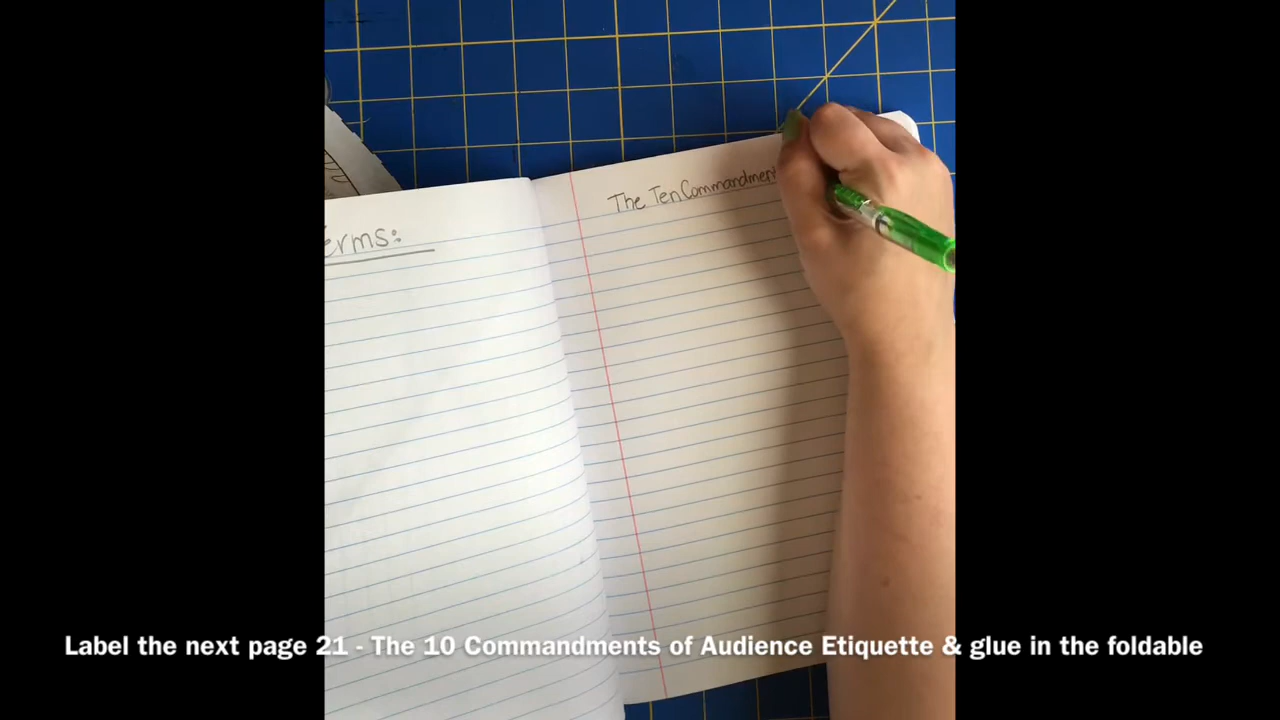 erms:
The Ten Commandment
Label the next page 21 - The 10 Commandments of Audience Etiquette & glue in the foldable